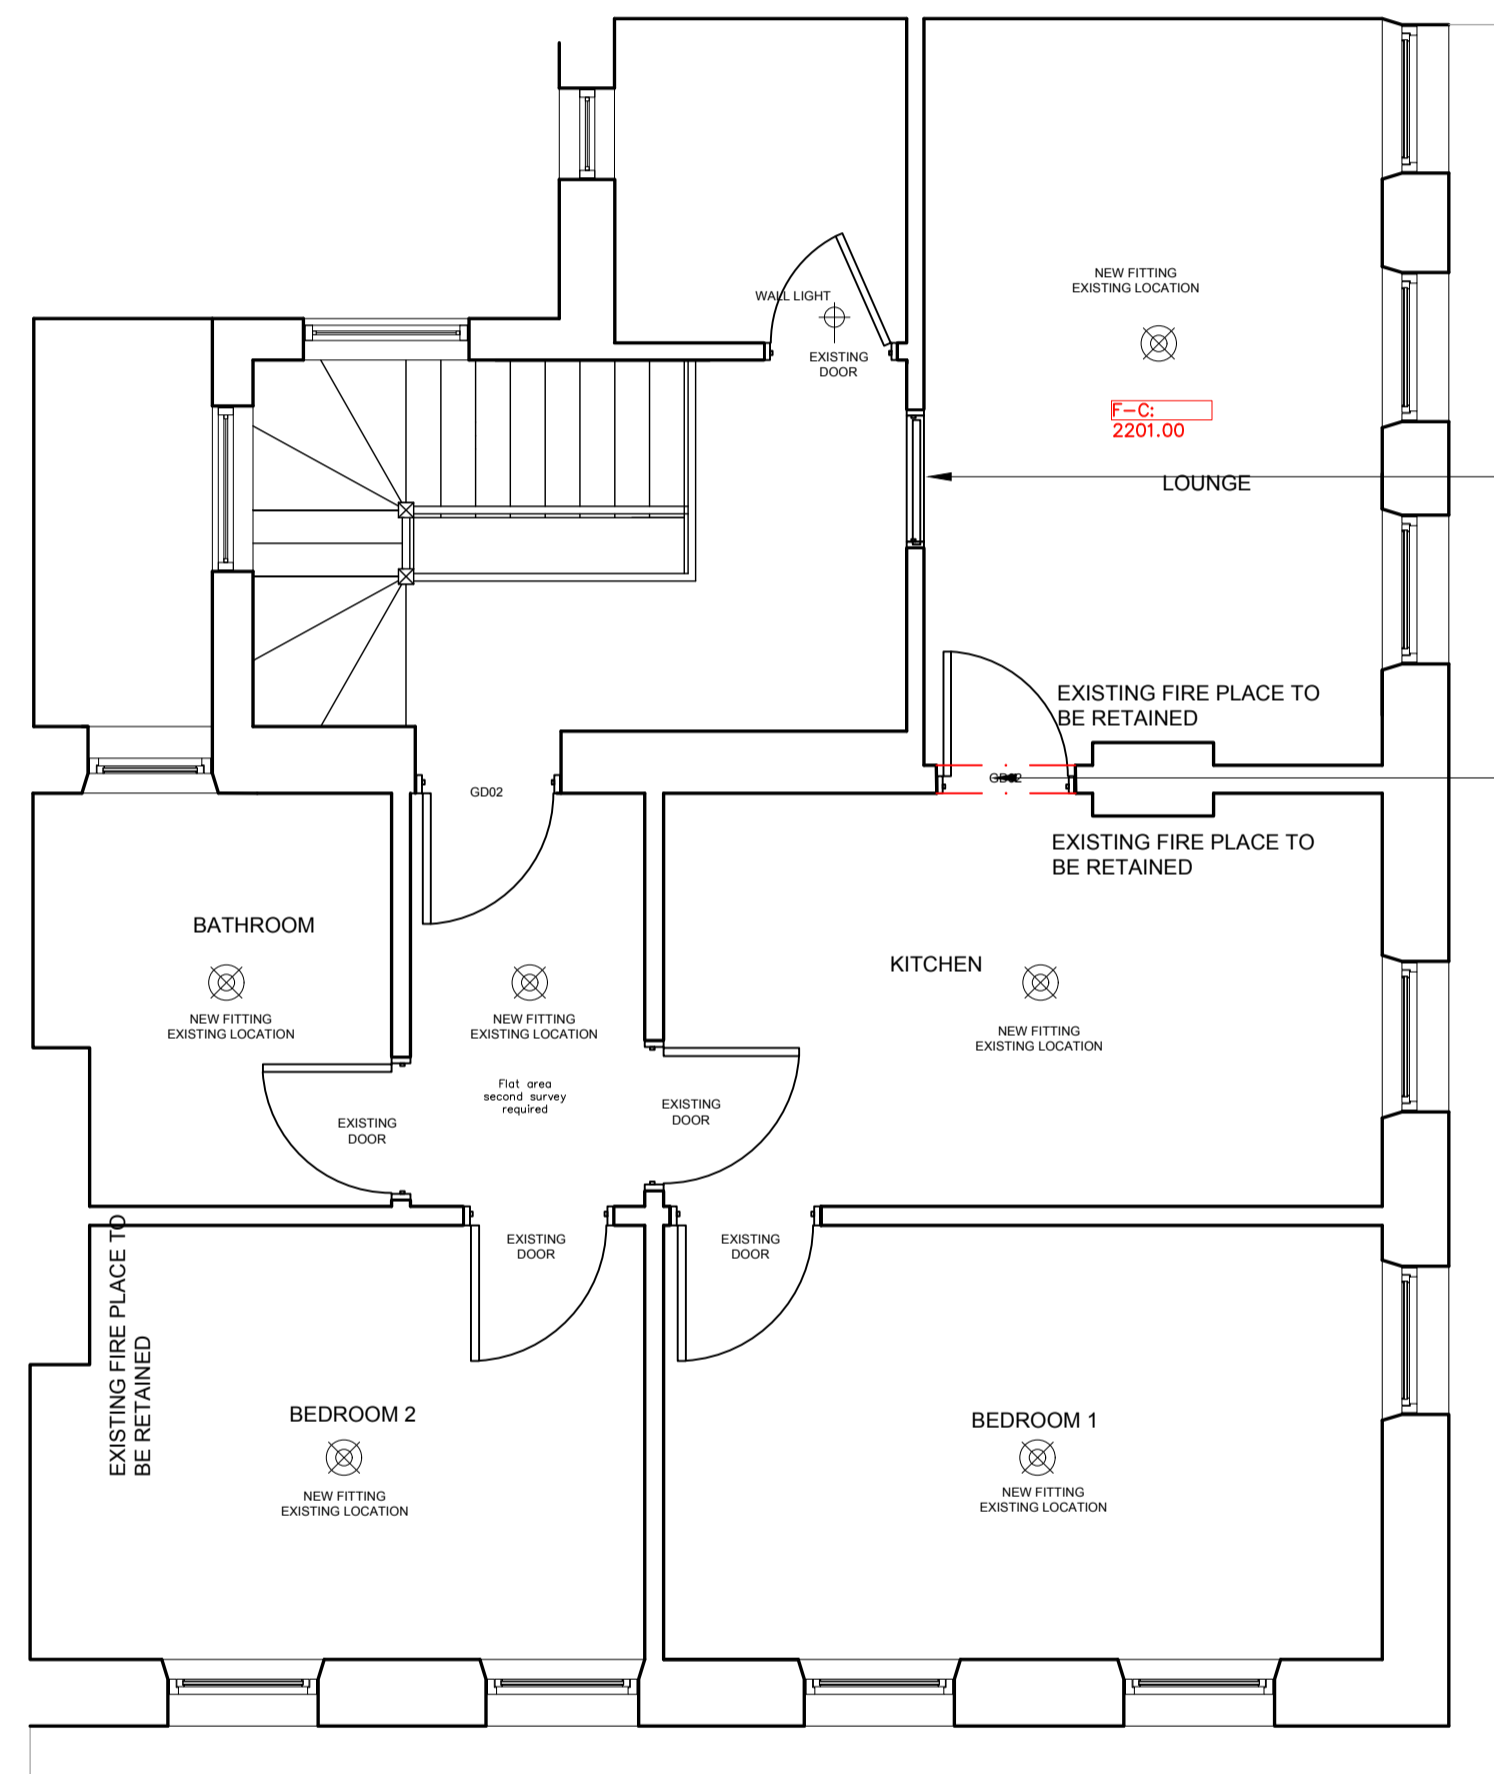 NEW FITTING
EXISTING LOCATION
WALL LIGHT
EXISTING
DOOR
F-C:
2201.00
LOUNGE
EXISTING FIRE PLACE TO
BE RETAINED
GD02
GD02
EXISTING FIRE PLACE TO
BE RETAINED
BATHROOM
KITCHEN
NEW FITTING
EXISTING LOCATION
NEW FITTING
EXISTING LOCATION
NEW FITTING
EXISTING LOCATION
Flat area
second survey
required
EXISTING
DOOR
EXISTING
DOOR
EXISTING
DOOR
EXISTING
DOOR
EXISTING FIRE PLACE TO
BE RETAINED
BEDROOM 2
BEDROOM 1
NEW FITTING
EXISTING LOCATION
NEW FITTING
EXISTING LOCATION